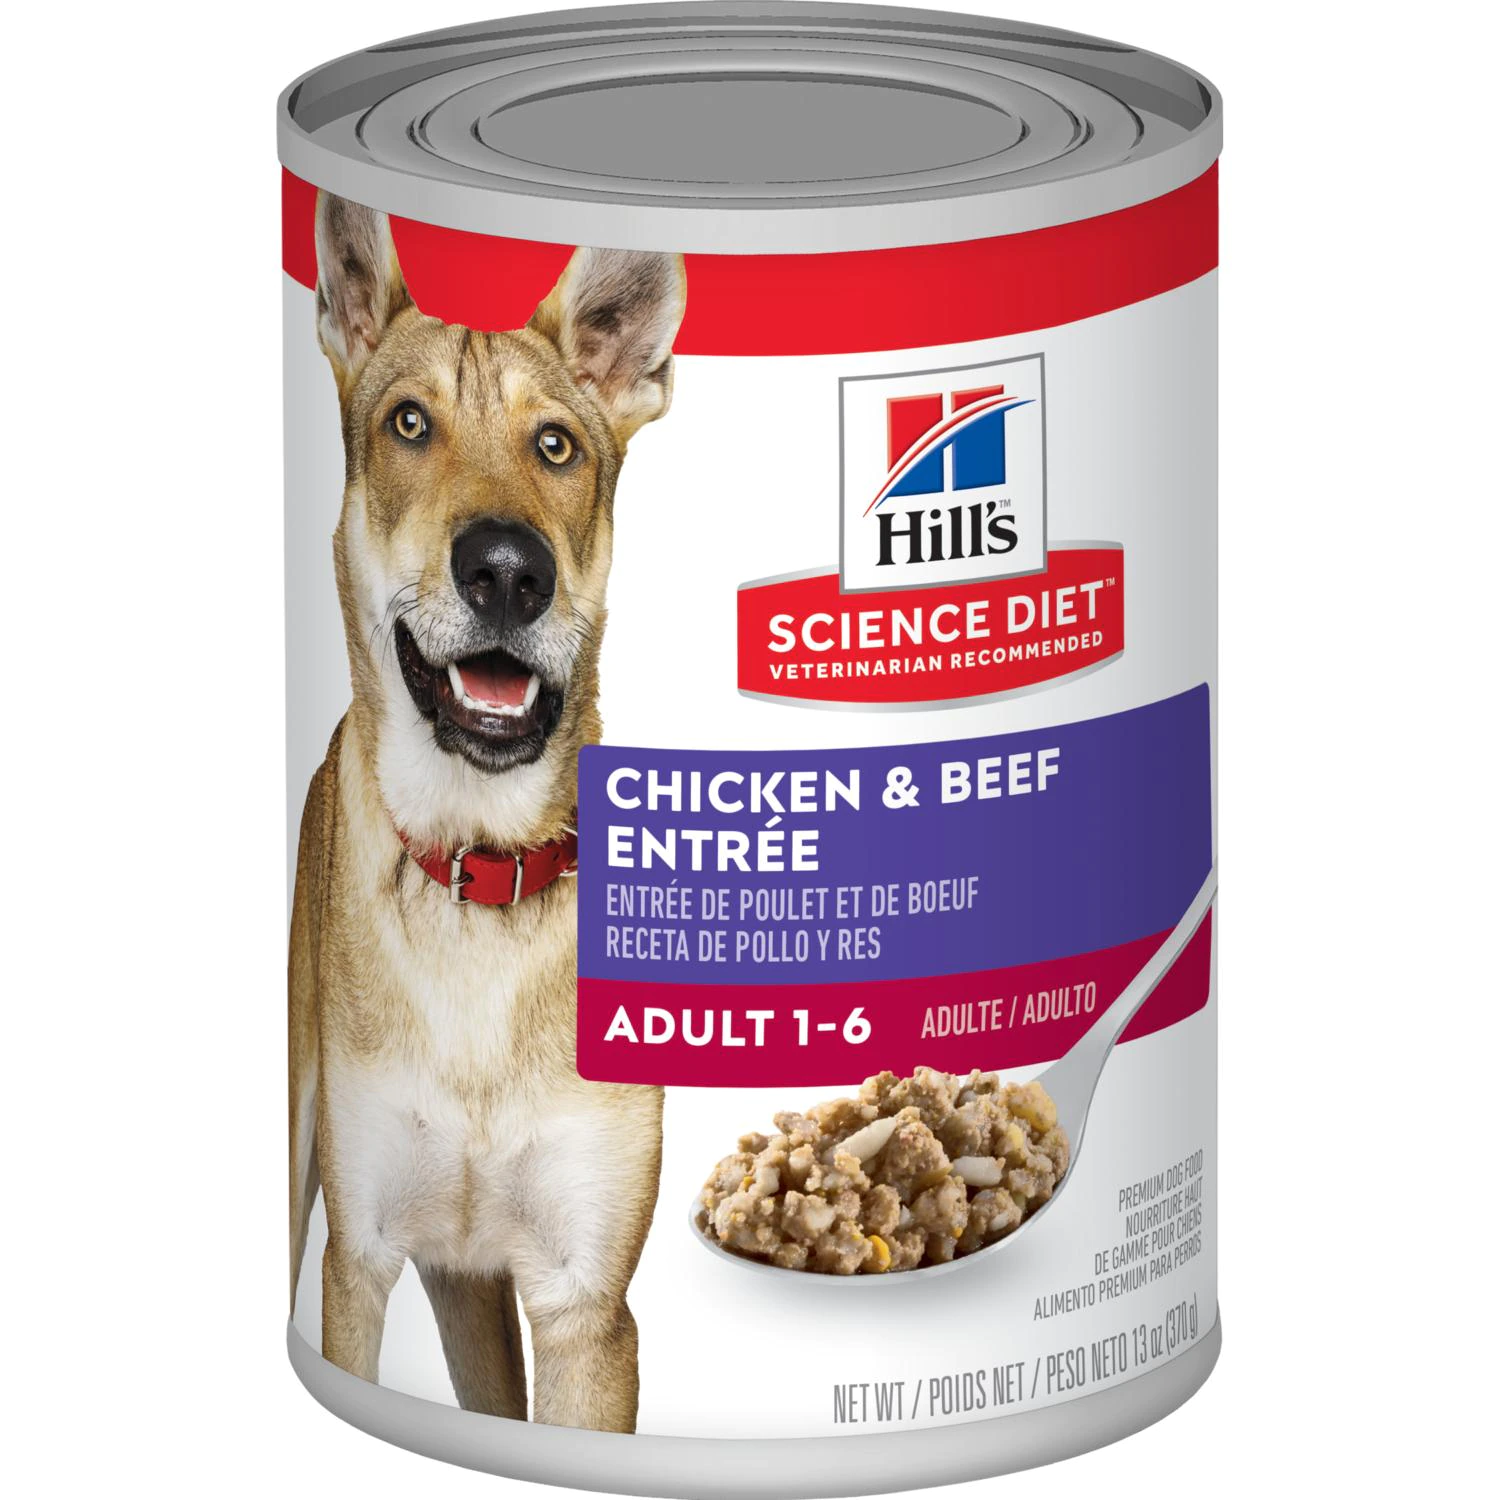 Hill's™
SCIENCE DIET™
VETERINARIAN RECOMMENDED
CHICKEN & BEEF
ENTRÉE
ENTRÉE DE POULET ET DE BOEUF
RECETA DE POLLO Y RES
ADULT 1-6 ADULTE / ADULTO
PREMIUM DOG FOOD
NOURRITURE HAUT
DE GAMME POUR CHIENS
ALIMENTO PREMIUM PARA PERROS
NET WT / POIDS NET / PESO NETO 13 oz (370 g)